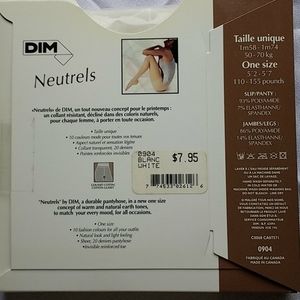 DIM
Neutrels
«Neutrels» de DIM, un tout nouveau concept pour le printemps :
un collant résistant, décliné dans des coloris naturels,
pour chaque femme, à porter en toute occasion.
• Taille unique
• 10 couleurs mode pour toutes vos tenues
• Aspect nature et sensation légère
• Collant transparent, 20 deniers
• Pointes renforcées invisibles
0904
BLANC
WHITE
$7.95
"Neutrels" by DIM, a durable pantyhose, in a new size
concept of warm and natural earth tones,
to match your every mood, for all occasions.
• One size
• 10 fashion colours for all your outfits
• Natural look and light feeling
• Sheer, 20 deniers pantyhose
• Invisible reinforced toe
Taille unique
1m58 - 1m74
50 - 70 kg
One size
5'2 - 5'7
110 - 155 pounds
SLIP/PANTY :
93% POLYAMIDE
7% ELASTHANNE/
SPANDEX
JAMBES/LEGS :
86% POLYAMIDE
14% ELASTHANNE/
SPANDEX
0904
FABRIQUÉ AU CANADA
MADE IN CANADA